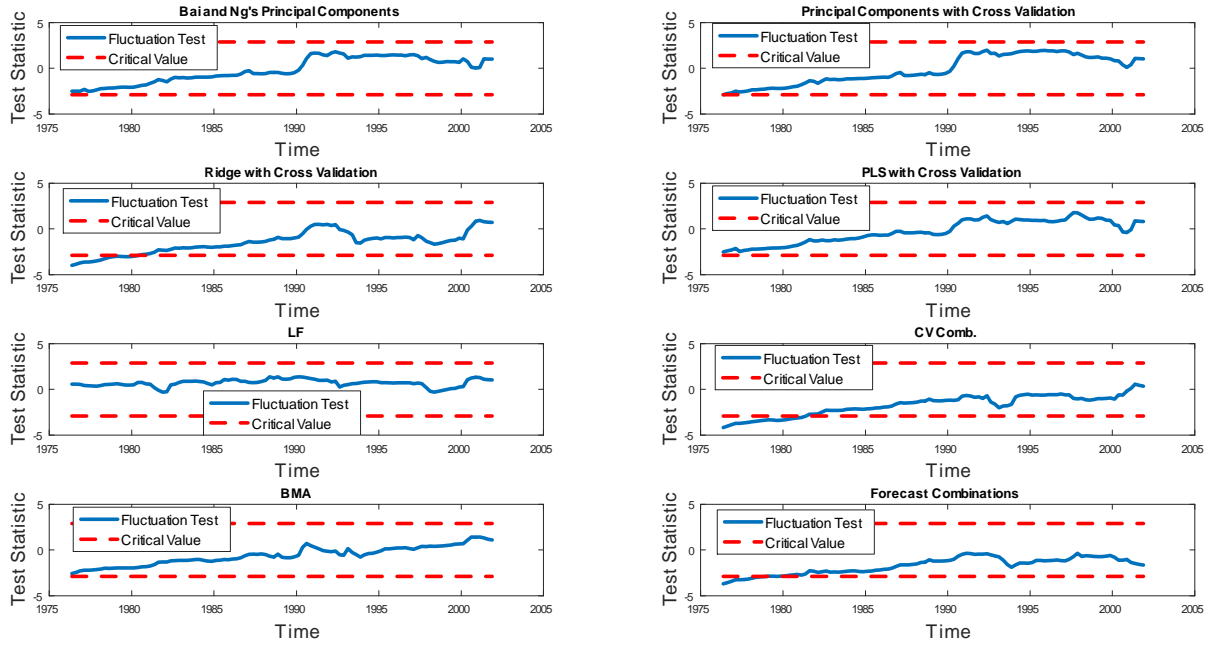 Bai and Ng's Principal Components
Test Statistic
5
0
-5
Fluctuation Test
Critical Value
1975 1980 1985 1990 1995 2000 2005
Time
Principal Components with Cross Validation
Test Statistic
5
0
-5
Fluctuation Test
Critical Value
1975 1980 1985 1990 1995 2000 2005
Time
Ridge with Cross Validation
Test Statistic
5
0
-5
Fluctuation Test
Critical Value
1975 1980 1985 1990 1995 2000 2005
Time
PLS with Cross Validation
Test Statistic
5
0
-5
Fluctuation Test
Critical Value
1975 1980 1985 1990 1995 2000 2005
Time
LF
Test Statistic
5
0
-5
Fluctuation Test
Critical Value
1975 1980 1985 1990 1995 2000 2005
Time
CV Comb.
Test Statistic
5
0
-5
Fluctuation Test
Critical Value
1975 1980 1985 1990 1995 2000 2005
Time
BMA
Test Statistic
5
0
-5
Fluctuation Test
Critical Value
1975 1980 1985 1990 1995 2000 2005
Time
Forecast Combinations
Test Statistic
5
0
-5
Fluctuation Test
Critical Value
1975 1980 1985 1990 1995 2000 2005
Time